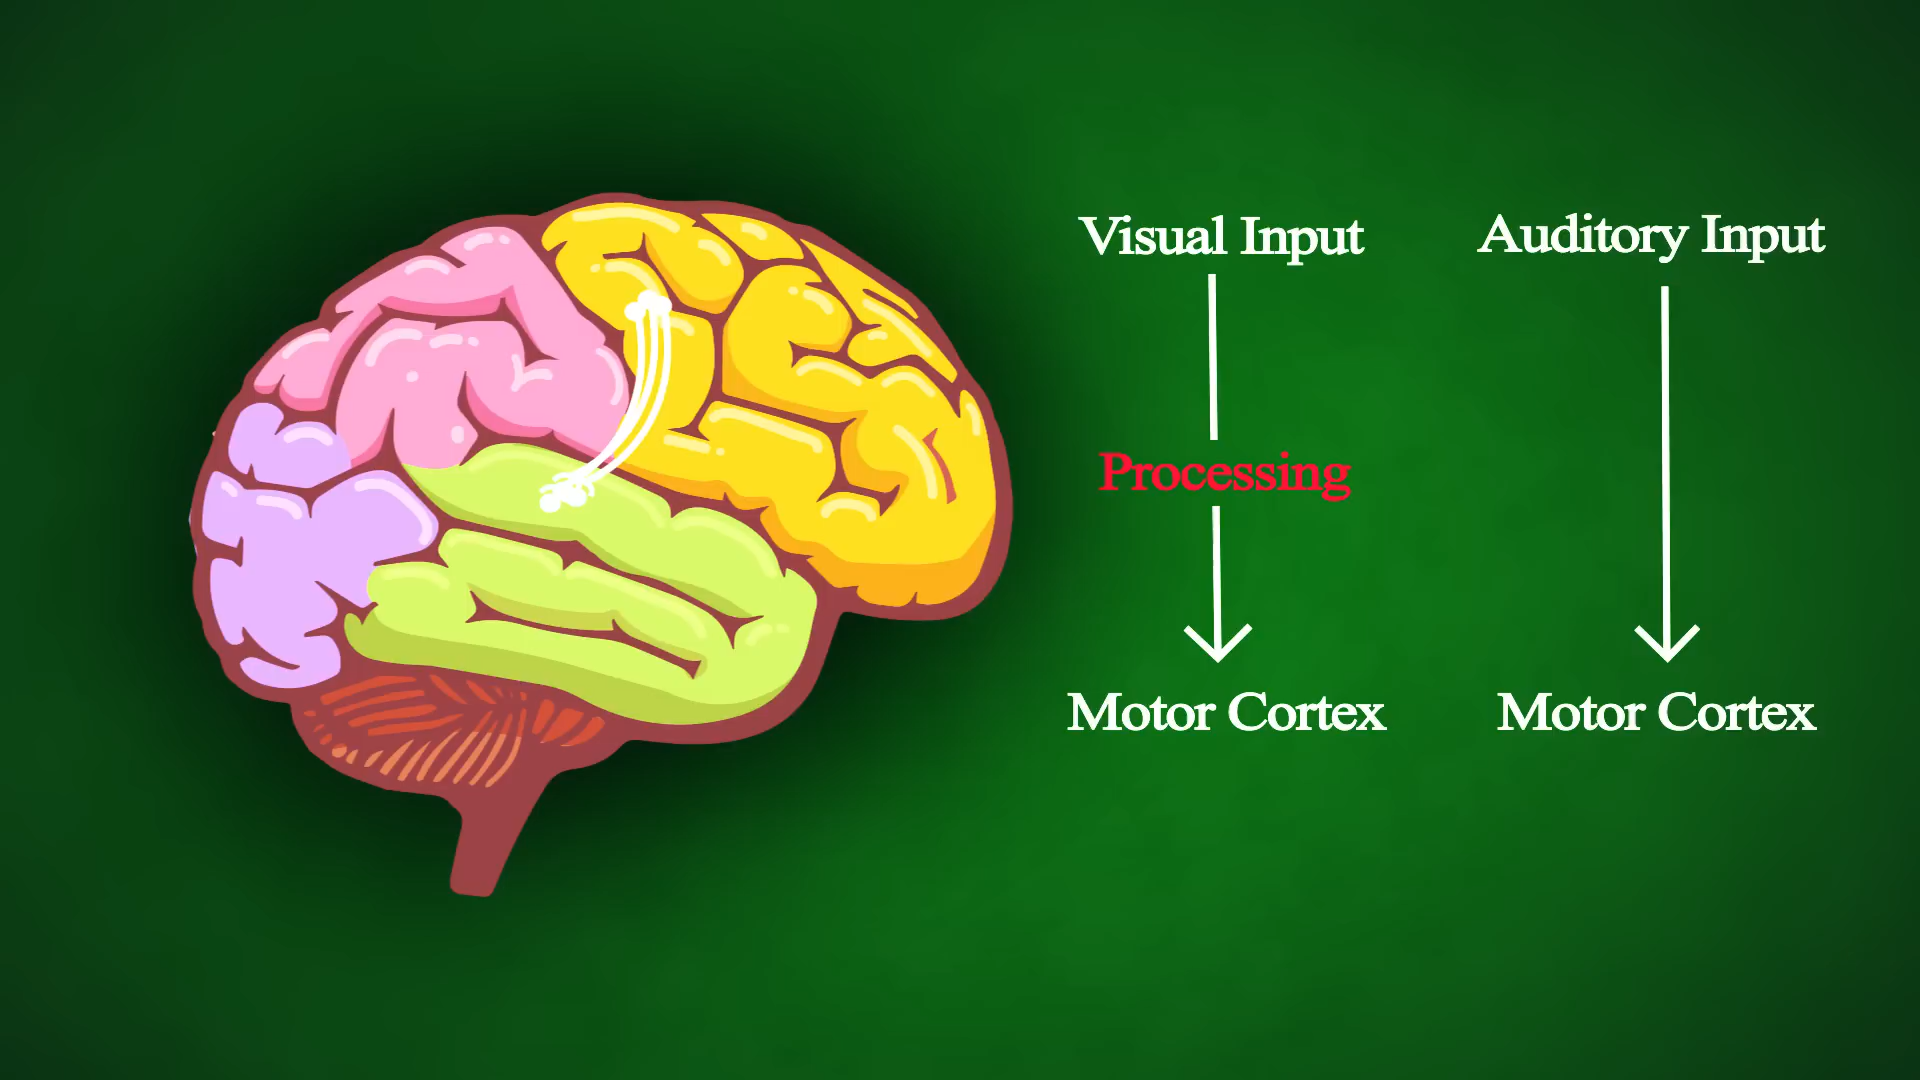 Visual Input
Processing
Motor Cortex
Auditory Input
Motor Cortex